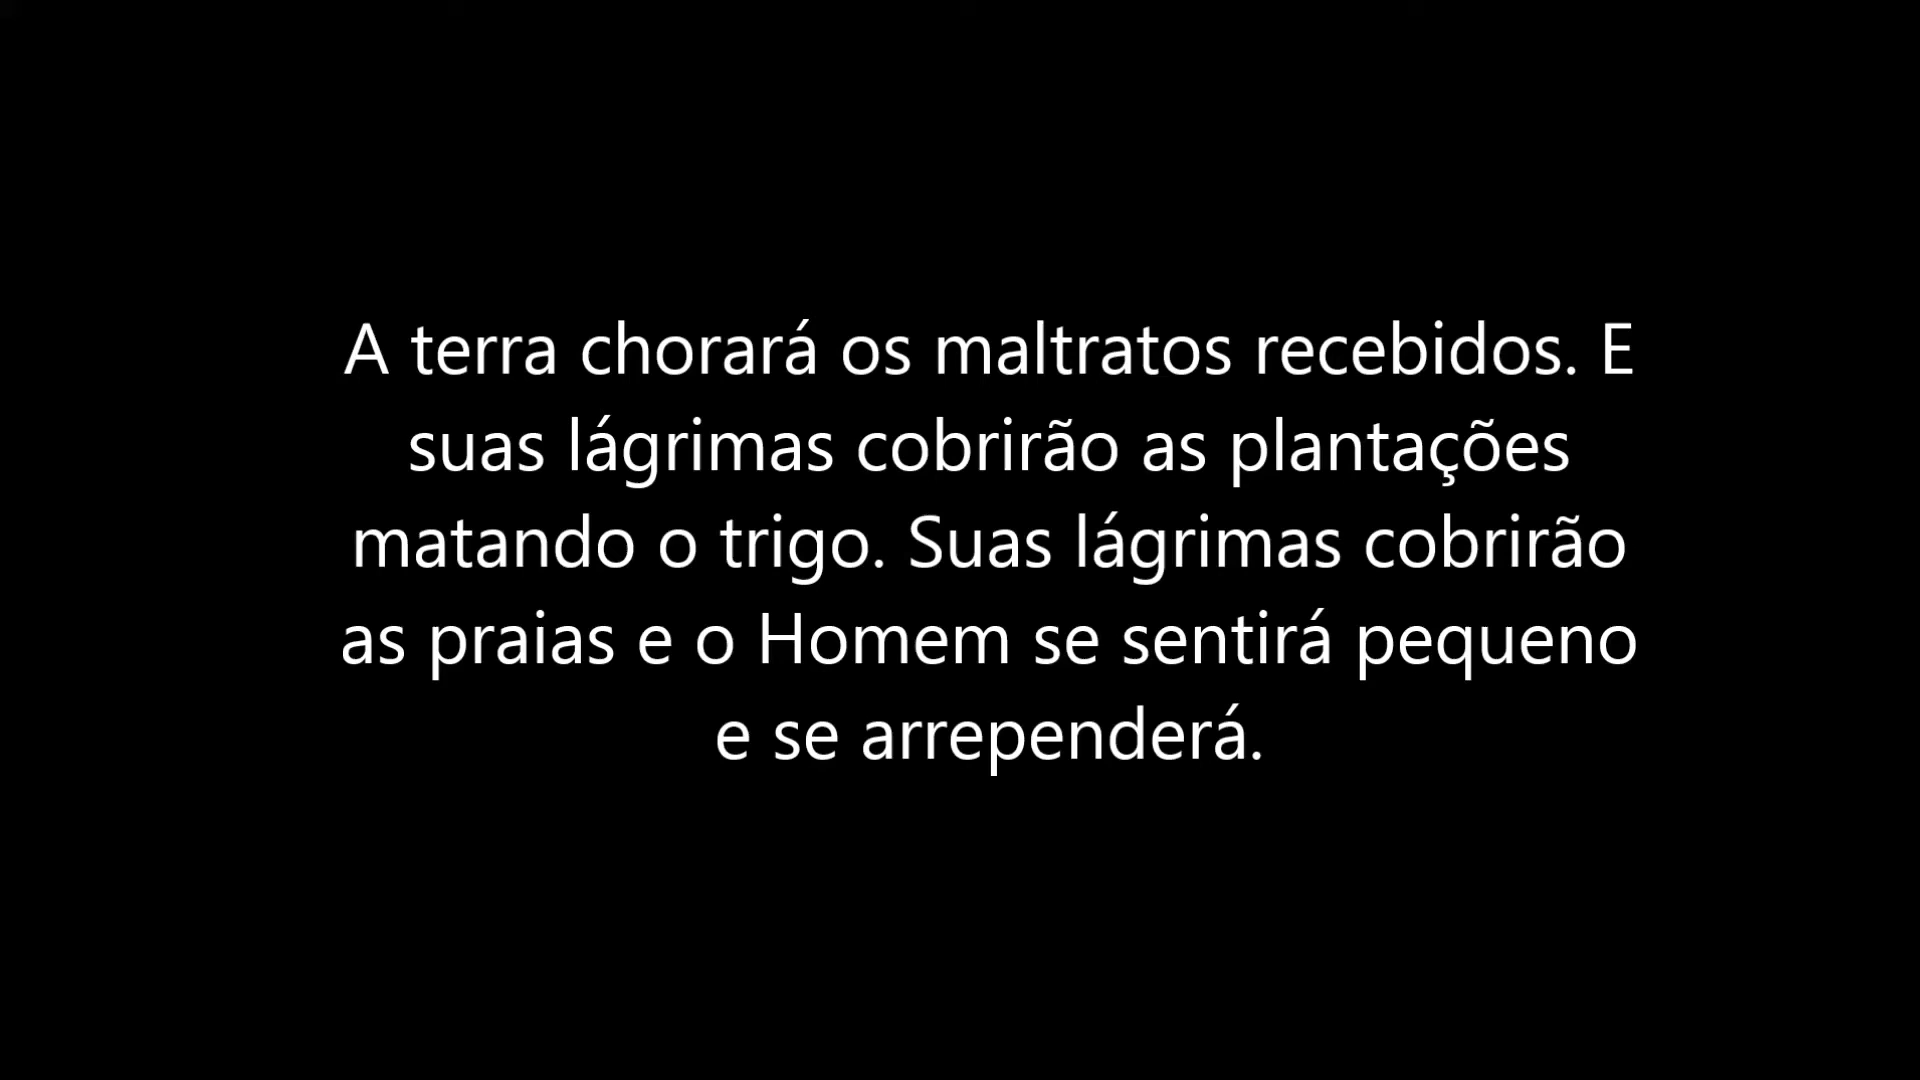 A terra chorará os maltratos recebidos. E
suas lágrimas cobrirão as plantações
matando o trigo. Suas lágrimas cobrirão
as praias e o Homem se sentirá pequeno
e se arrependerá.